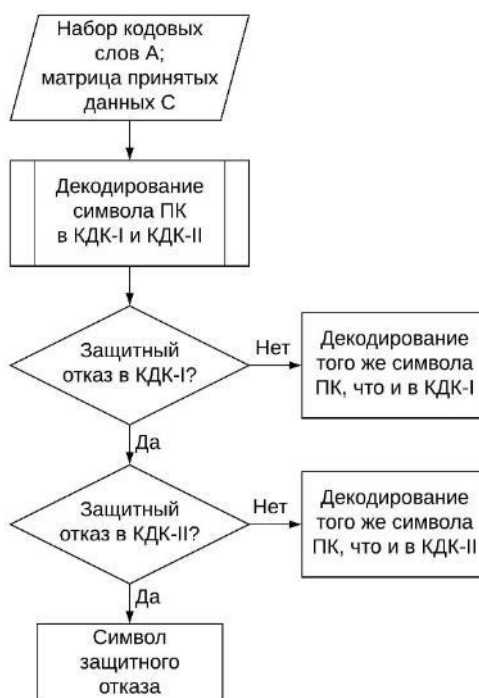 Набор кодовых
слов А;
матрица принятых
данных С
Декодирование
символа ПК
в КДК-I и КДК-II
Защитный
отказ в КДК-I?
Нет
Декодирование
того же символа
ПК, что и в КДК-I
Да
Защитный
отказ в КДК-II?
Нет
Декодирование
того же символа
ПК, что и в КДК-II
Да
Символ
защитного
отказа